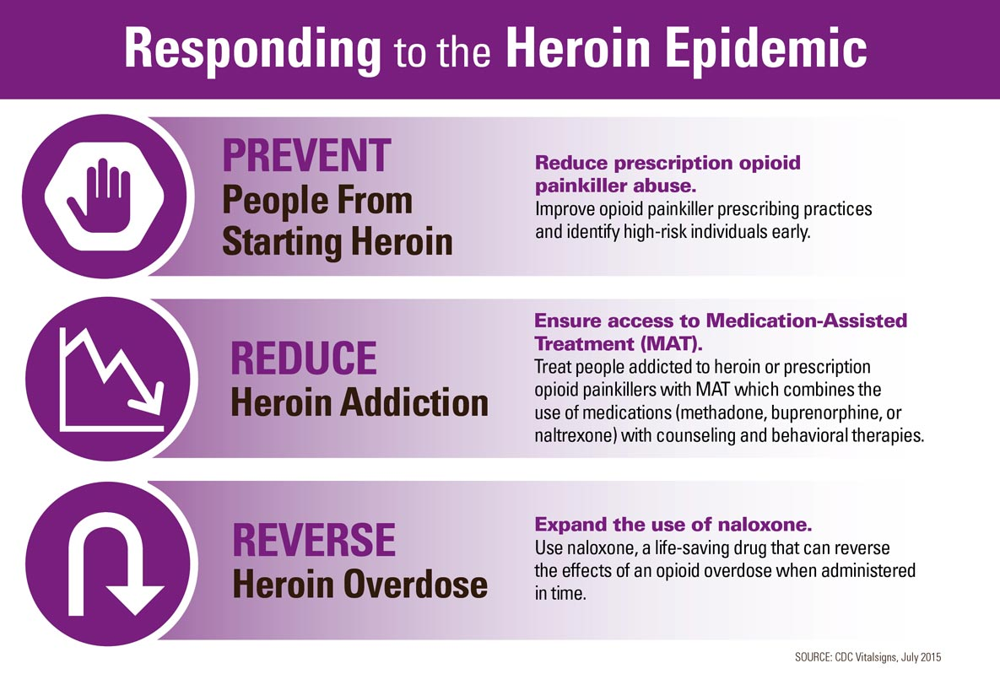 Responding to the Heroin Epidemic
PREVENT
People From
Starting Heroin
Reduce prescription opioid
painkiller abuse.
Improve opioid painkiller prescribing practices
and identify high-risk individuals early.
REDUCE
Heroin Addiction
Ensure access to Medication-Assisted
Treatment (MAT).
Treat people addicted to heroin or prescription
opioid painkillers with MAT which combines the
use of medications (methadone, buprenorphine, or
naltrexone) with counseling and behavioral therapies.
REVERSE
Heroin Overdose
Expand the use of naloxone.
Use naloxone, a life-saving drug that can reverse
the effects of an opioid overdose when administered
in time.
SOURCE: CDC Vitalsigns, July 2015